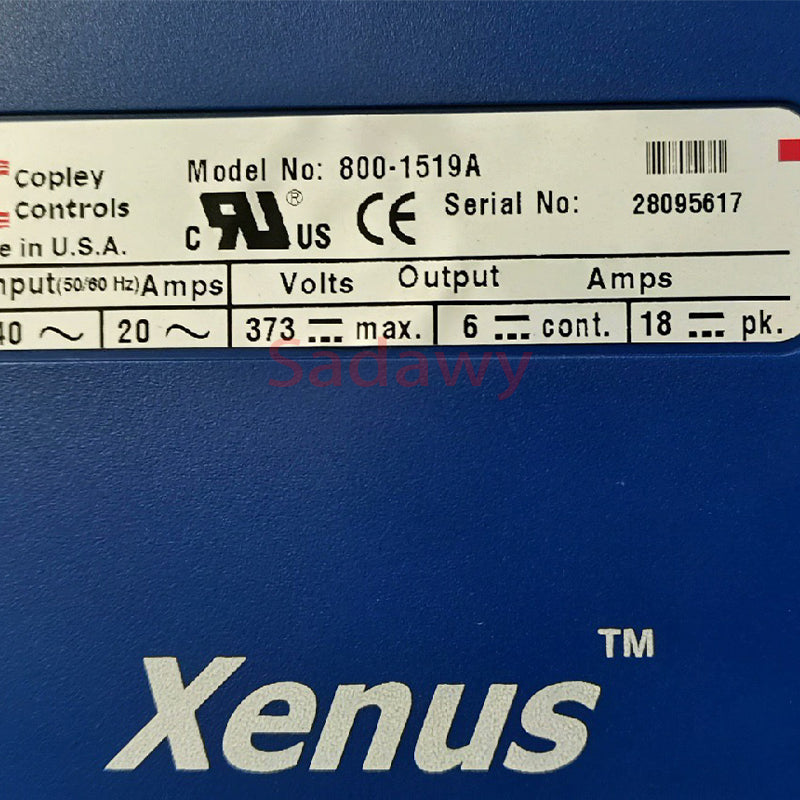 Copley
Controls
Model No: 800-1519A
C UR® US CE
Serial No: 28095617
e in U.S.A.
nput(50/60 Hz) Amps
Volts Output Amps
40 ~ 20 ~ 373 max. 6 cont. 18 pk.
Sadawy
Xenus™